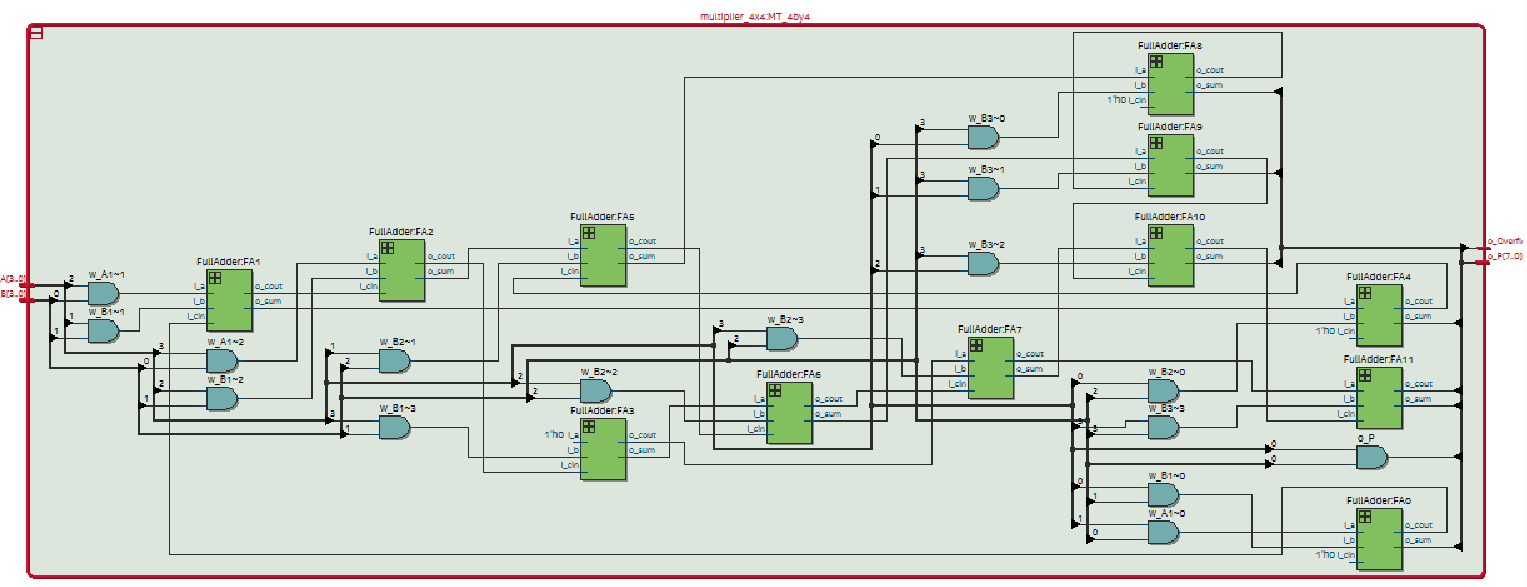 multiplier_4x4:MT_4by4
FullAdder:FA8
i_a o_cout
i_b o_sum
1'h0 i_cin
W_B3~0
3
0
FullAdder:FA9
i_a o_cout
i_b o_sum
i_cin
W_B3~1
3
1
FullAdder:FA10
i_a o_cout
i_b o_sum
i_cin
W_B3~2
3
2
FullAdder:FA5
i_a o_cout
i_b o_sum
i_cin
FullAdder:FA2
i_a o_cout
i_b o_sum
i_cin
FullAdder:FA1
i_a o_cout
i_b o_sum
i_cin
A[3..0]
B[3..0]
W_A1~1
2
0
W_B1~1
1
1
o_P[7..0]
FullAdder:FA4
i_a o_cout
i_b o_sum
1'h0 i_cin
W_A1~2
3
0
W_B1~2
2
1
W_B2~1
1
2
W_B1~3
3
1
W_B2~2
2
2
FullAdder:FA3
1'h0 i_a o_cout
i_b o_sum
i_cin
W_B2~3
3
2
FullAdder:FA6
i_a o_cout
i_b o_sum
i_cin
FullAdder:FA7
i_a o_cout
i_b o_sum
i_cin
W_B2~0
0
2
W_B3~3
3
3
FullAdder:FA11
i_a o_cout
i_b o_sum
i_cin
O_P
0
0
W_B1~0
0
1
W_A1~0
1
0
FullAdder:FA0
i_a o_cout
i_b o_sum
1'h0 i_cin